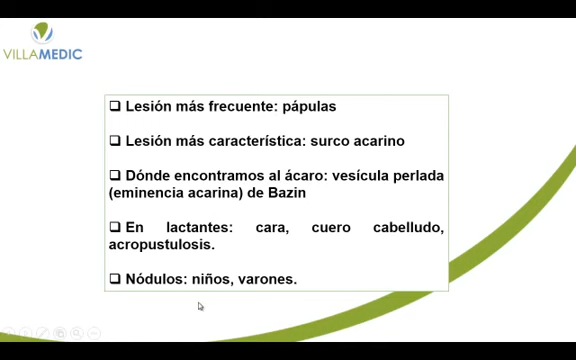 VILLAMEDIC
Lesión más frecuente: pápulas
Lesión más característica: surco acarino
Dónde encontramos al ácaro: vesícula perlada
(eminencia acarina) de Bazin
En lactantes: cara, cuero cabelludo,
acropustulosis.
Nódulos: niños, varones.